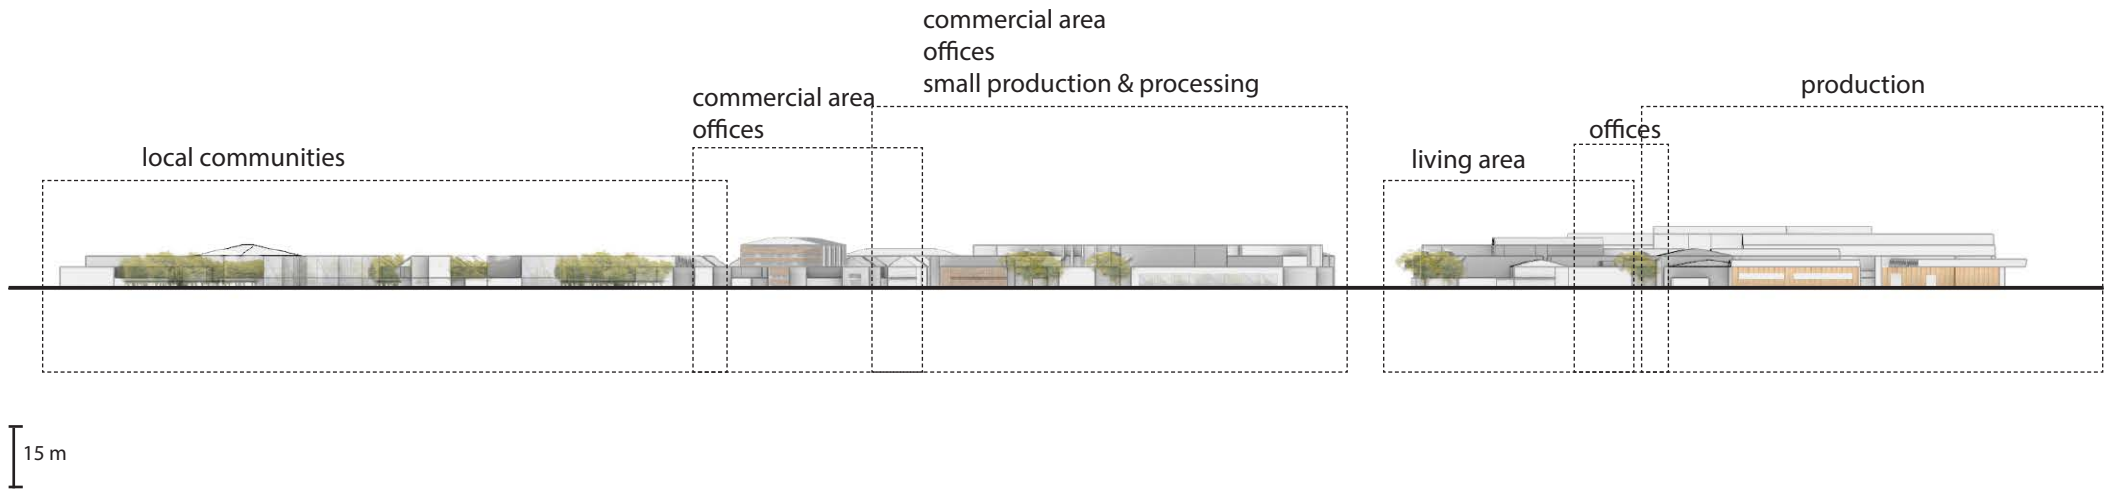 local communities
commercial area
offices
commercial area
offices
small production & processing
living area
offices
production
15 m